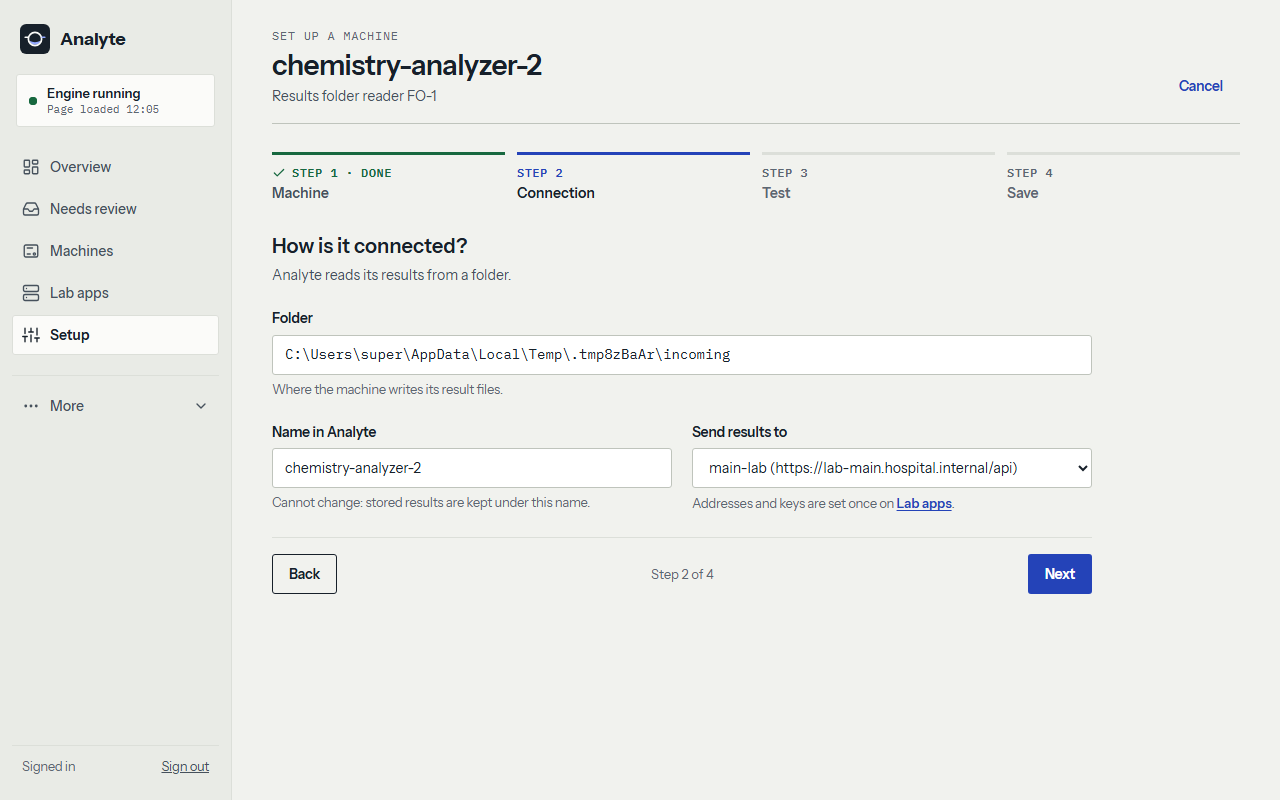 Analyte
Engine running
Page loaded 12:05
Overview
Needs review
Machines
Lab apps
Setup
More
Signed in
Sign out
SET UP A MACHINE
chemistry-analyzer-2
Results folder reader FO-1
Cancel
STEP 1 · DONE
Machine
STEP 2
Connection
STEP 3
Test
STEP 4
Save
How is it connected?
Analyte reads its results from a folder.
Folder
C:\Users\super\AppData\Local\Temp\.tmp8zBaAr\incoming
Where the machine writes its result files.
Name in Analyte
chemistry-analyzer-2
Cannot change: stored results are kept under this name.
Send results to
main-lab (https://lab-main.hospital.internal/api)
Addresses and keys are set once on Lab apps.
Back
Step 2 of 4
Next